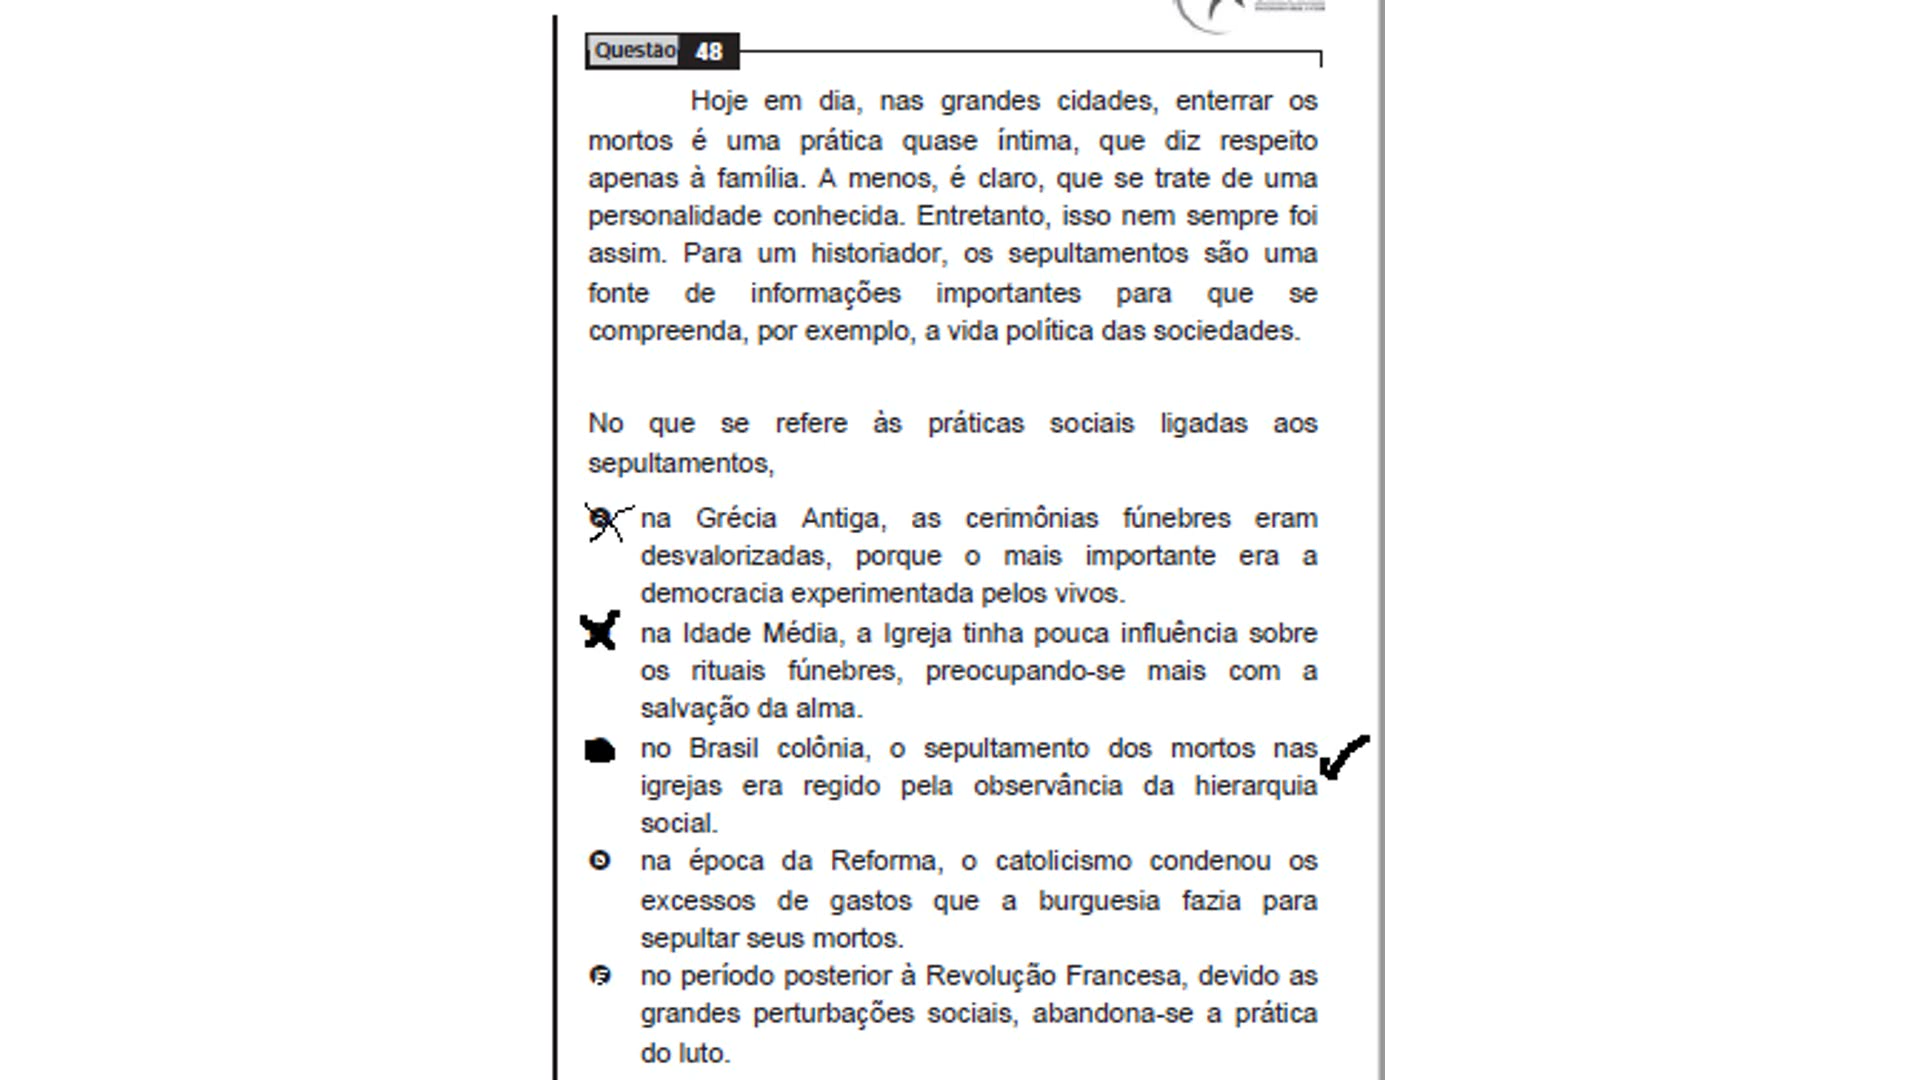 Questão 48
Hoje em dia, nas grandes cidades, enterrar os
mortos é uma prática quase íntima, que diz respeito
apenas à família. A menos, é claro, que se trate de uma
personalidade conhecida. Entretanto, isso nem sempre foi
assim. Para um historiador, os sepultamentos são uma
fonte de informações importantes para que se
compreenda, por exemplo, a vida política das sociedades.
No que se refere às práticas sociais ligadas aos
sepultamentos,
na Grécia Antiga, as cerimônias fúnebres eram
desvalorizadas, porque o mais importante era a
democracia experimentada pelos vivos.
na Idade Média, a Igreja tinha pouca influência sobre
os rituais fúnebres, preocupando-se mais com a
salvação da alma.
no Brasil colônia, o sepultamento dos mortos nas
igrejas era regido pela observância da hierarquia
social.
na época da Reforma, o catolicismo condenou os
excessos de gastos que a burguesia fazia para
sepultar seus mortos.
no período posterior à Revolução Francesa, devido as
grandes perturbações sociais, abandona-se a prática
do luto.